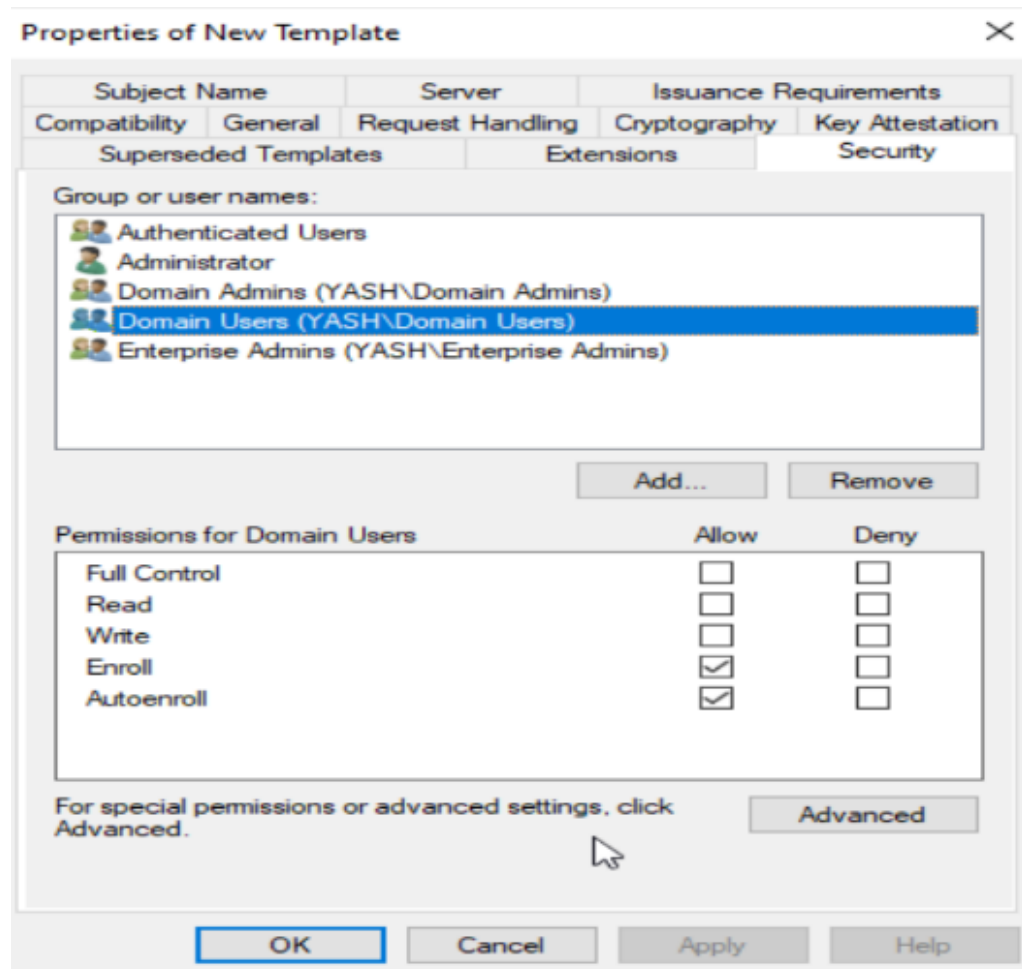 Properties of New Template
Subject Name Server Issuance Requirements
Compatibility General Request Handling Cryptography Key Attestation
Superseded Templates Extensions Security
Group or user names:
Authenticated Users
Administrator
Domain Admins (YASH\Domain Admins)
Domain Users (YASH\Domain Users)
Enterprise Admins (YASH\Enterprise Admins)
Add... Remove
Permissions for Domain Users Allow Deny
Full Control
Read
Write
Enroll
Autoenroll
For special permissions or advanced settings, click
Advanced.
Advanced
OK Cancel Apply Help